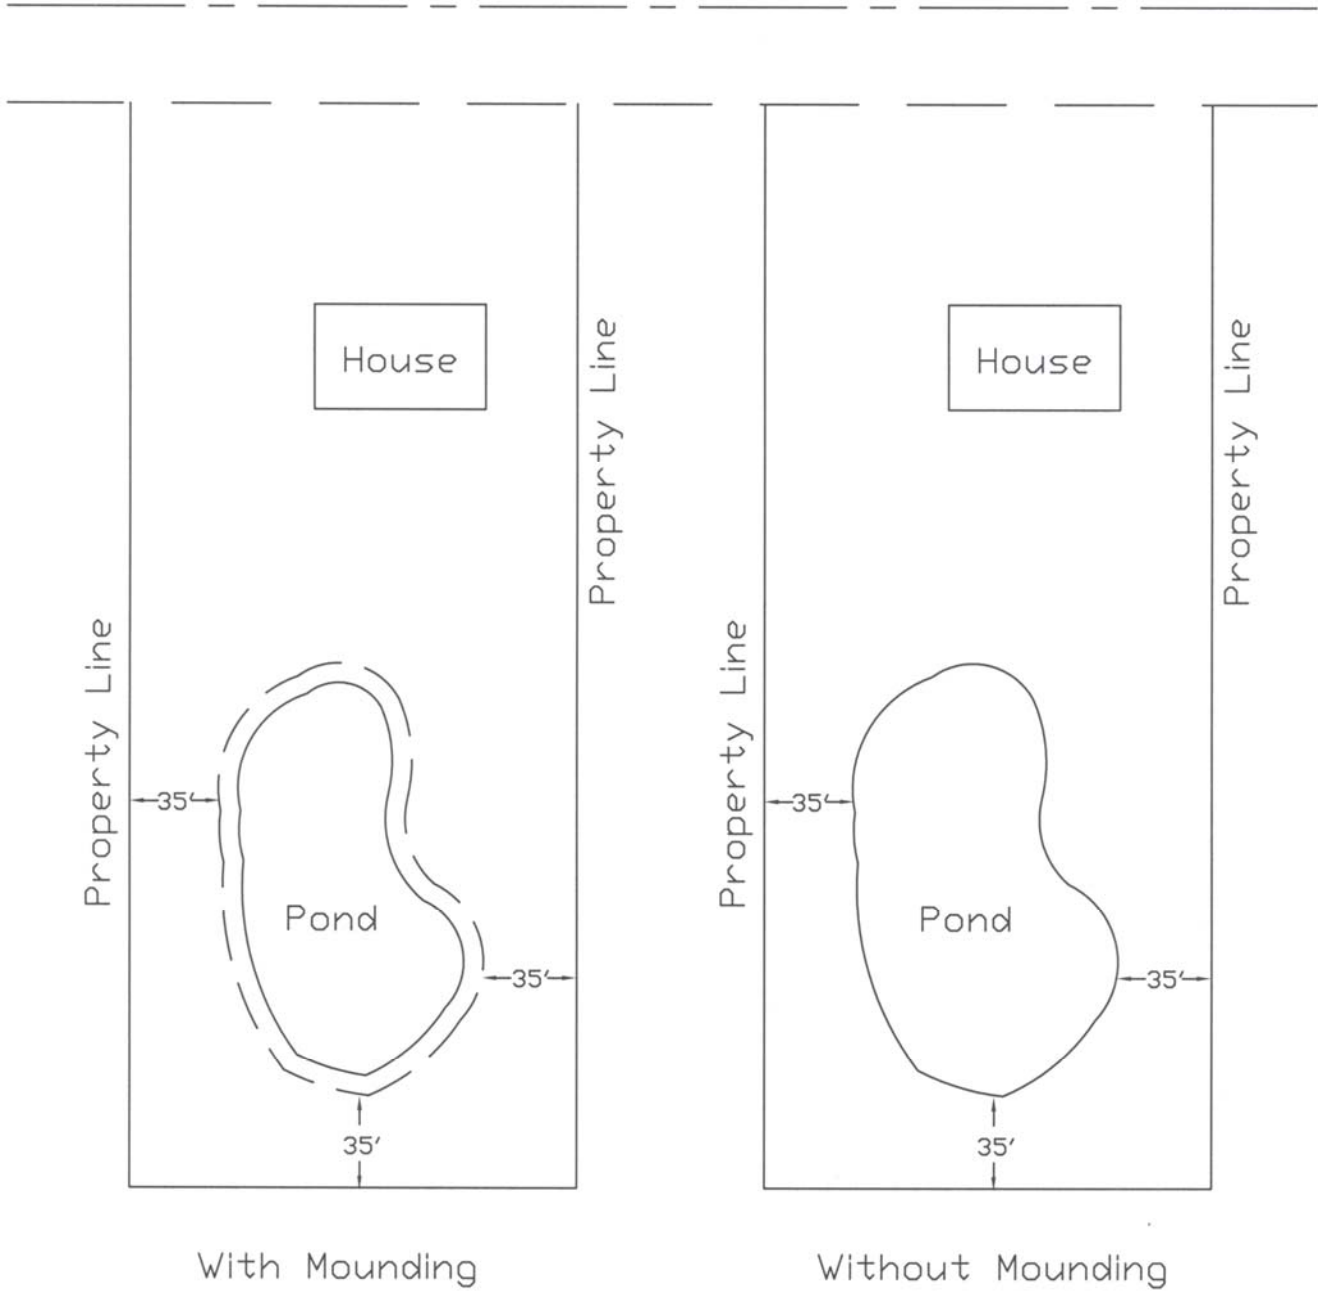 House
Property Line
Property Line
35'
Pond
35'
35'
With Mounding
House
Property Line
Property Line
35'
Pond
35'
35'
Without Mounding